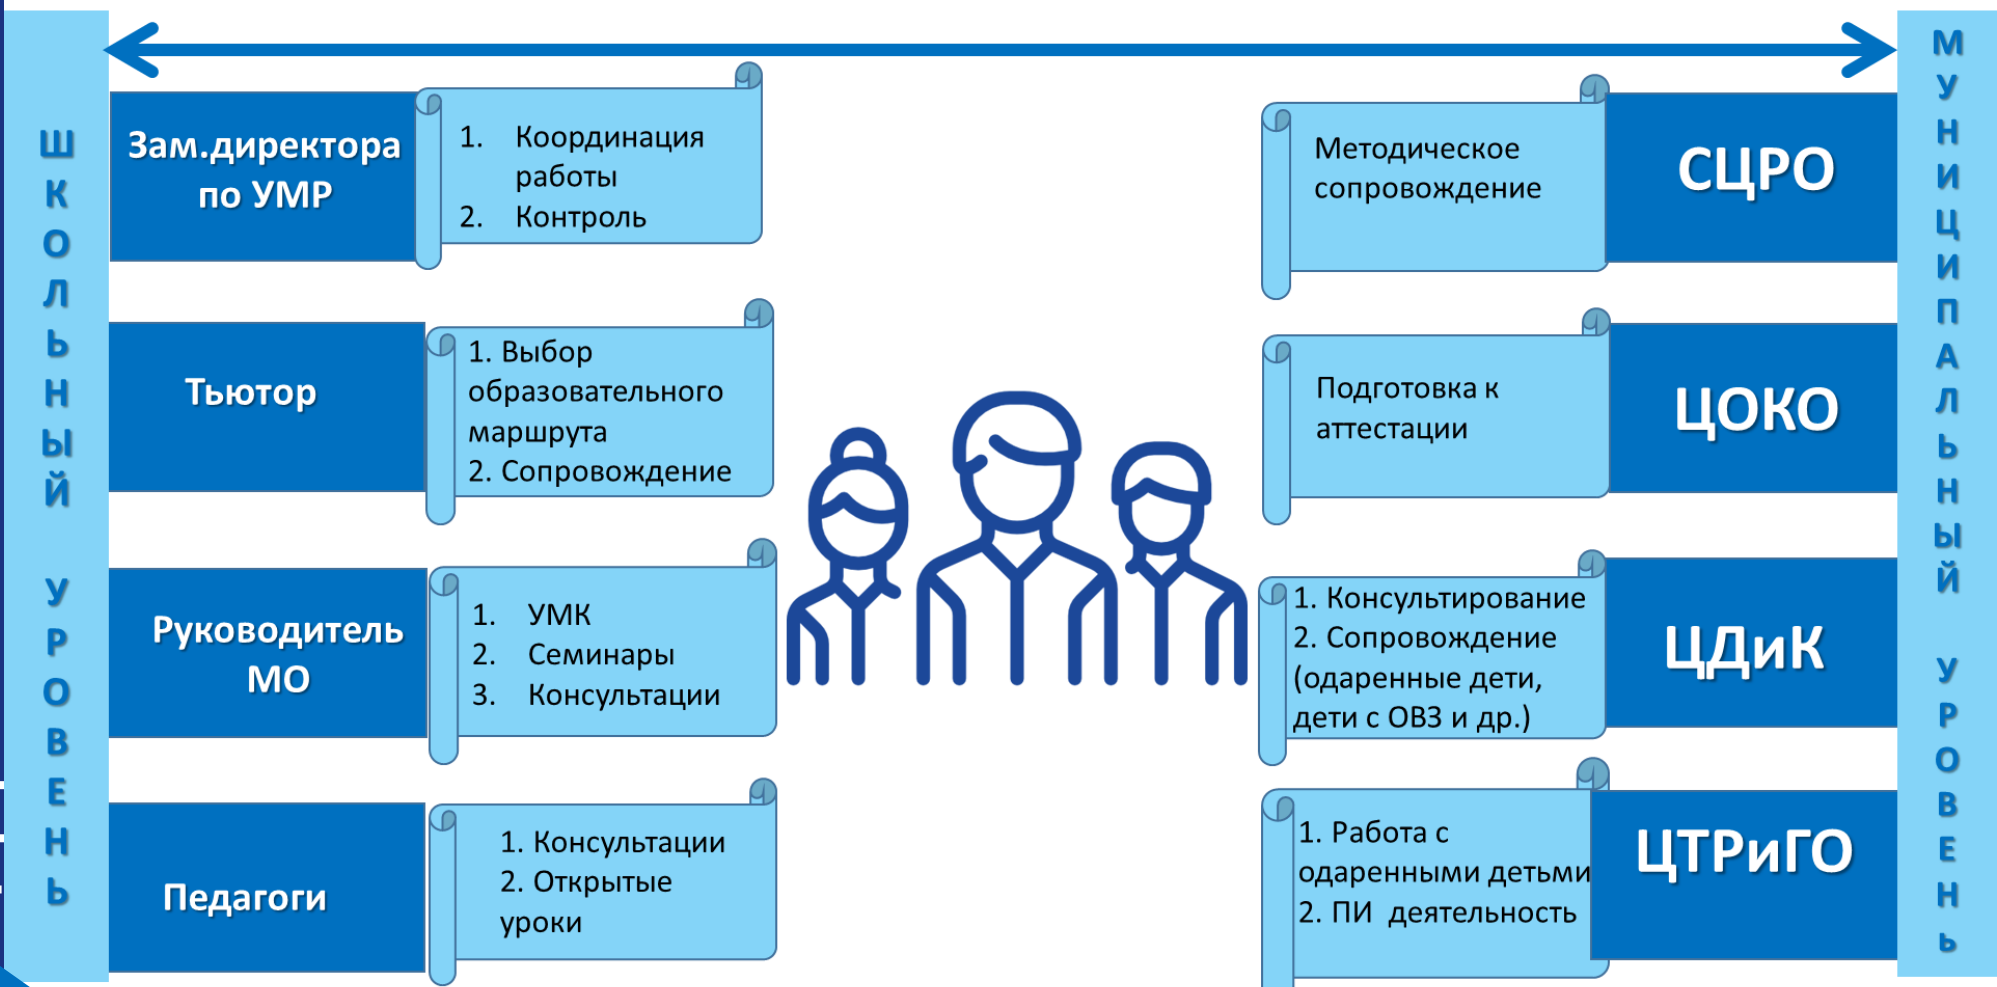 ШКОЛЬНЫЙ УРОВЕНЬ
Зам.директора
по УМР
1. Координация
работы
2. Контроль
Тьютор
1. Выбор
образовательного
маршрута
2. Сопровождение
Руководитель
МО
1. УМК
2. Семинары
3. Консультации
Педагоги
1. Консультации
2. Открытые
уроки
Методическое
сопровождение
СЦРО
Подготовка к
аттестации
ЦОКО
1. Консультирование
2. Сопровождение
(одаренные дети,
дети с ОВЗ и др.)
ЦДиК
1. Работа с
одаренными детьми
2. ПИ деятельность
ЦТРиГО
МУНИЦИПАЛЬНЫЙ УРОВЕНЬ